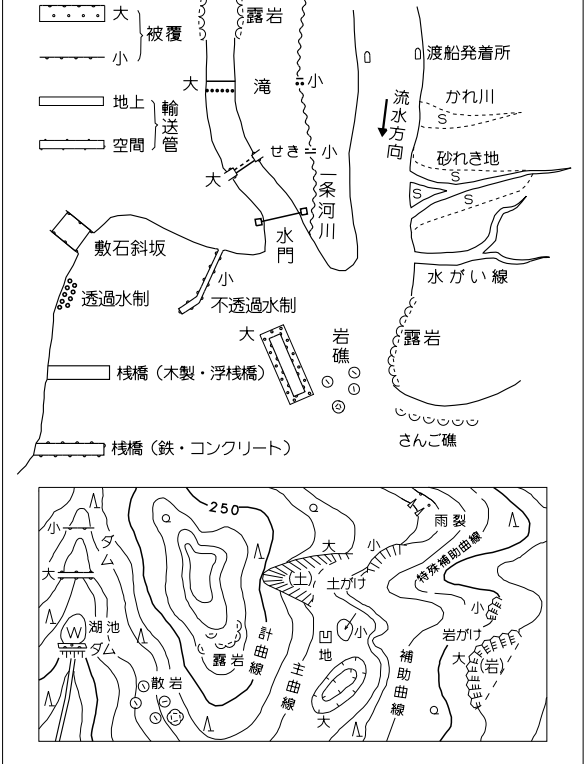 大
被覆
小
地上
輸送管
空間
露岩
大
滝
小
せき
小
大
一条河川
水門
渡船発着所
流水方向
かれ川
S
砂れき地
S
S
S
水がい線
露岩
さんご礁
敷石斜坂
透過水制
小
不透過水制
大
岩礁
桟橋（木製・浮桟橋）
桟橋（鉄・コンクリート）
250
小
ダム
大
W
湖池
ダム
散岩
露岩
計曲線
主曲線
補助曲線
特殊補助曲線
雨裂
大
小
（土）
土がけ
凹地
小
大
小
岩がけ
大
（岩）